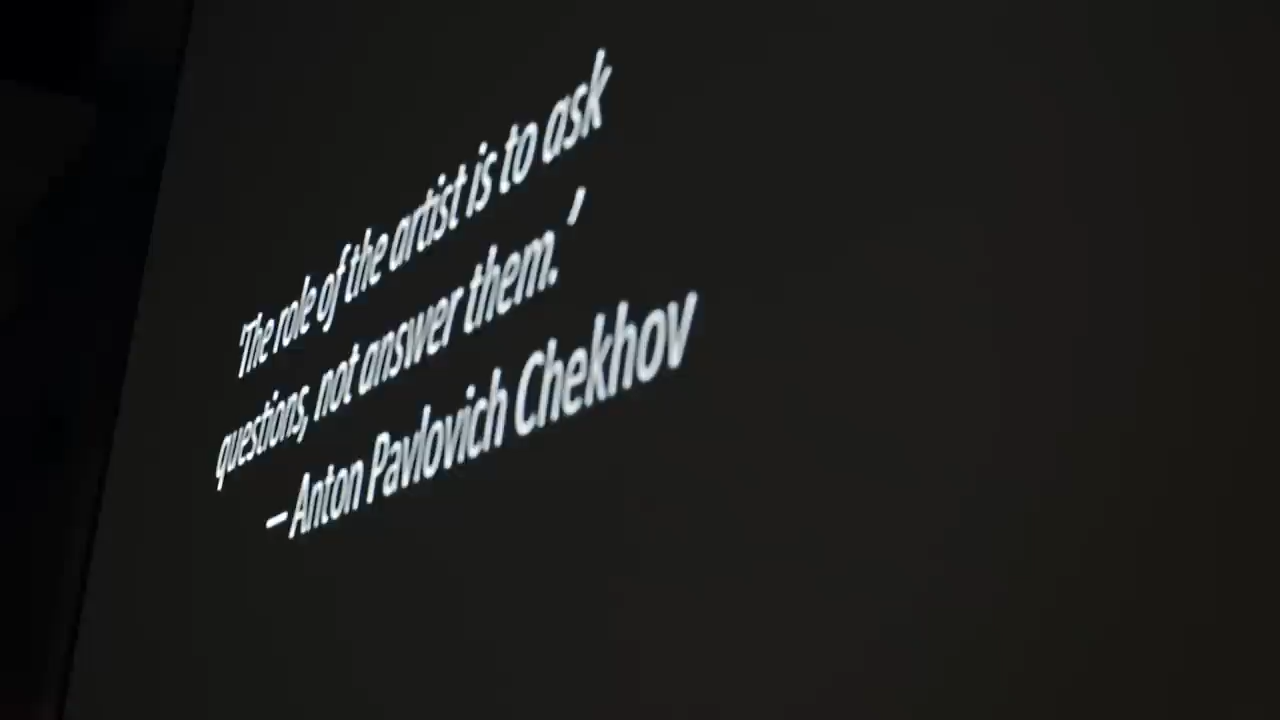 'The role of the artist is to ask
questions, not answer them.'
– Anton Pavlovich Chekhov